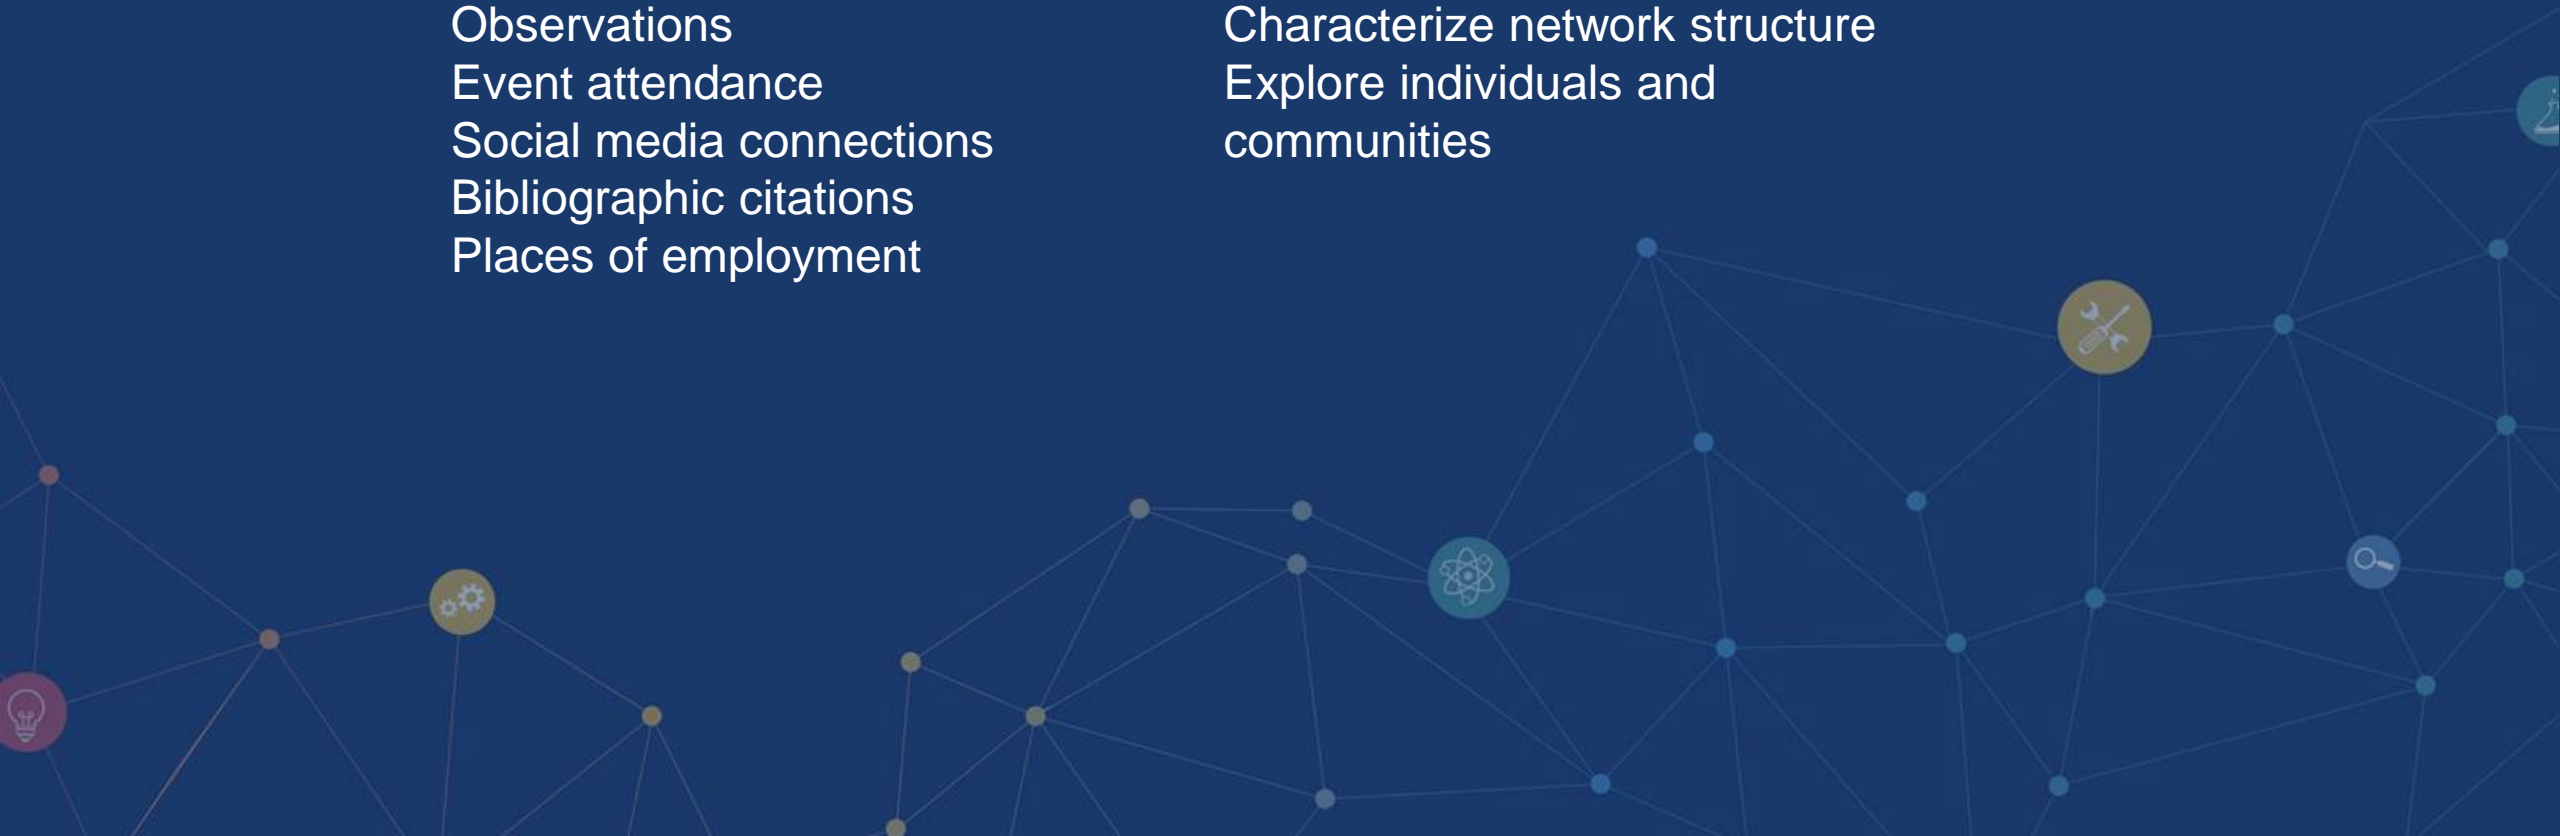 Observations
Event attendance
Social media connections
Bibliographic citations
Places of employment
Characterize network structure
Explore individuals and
communities